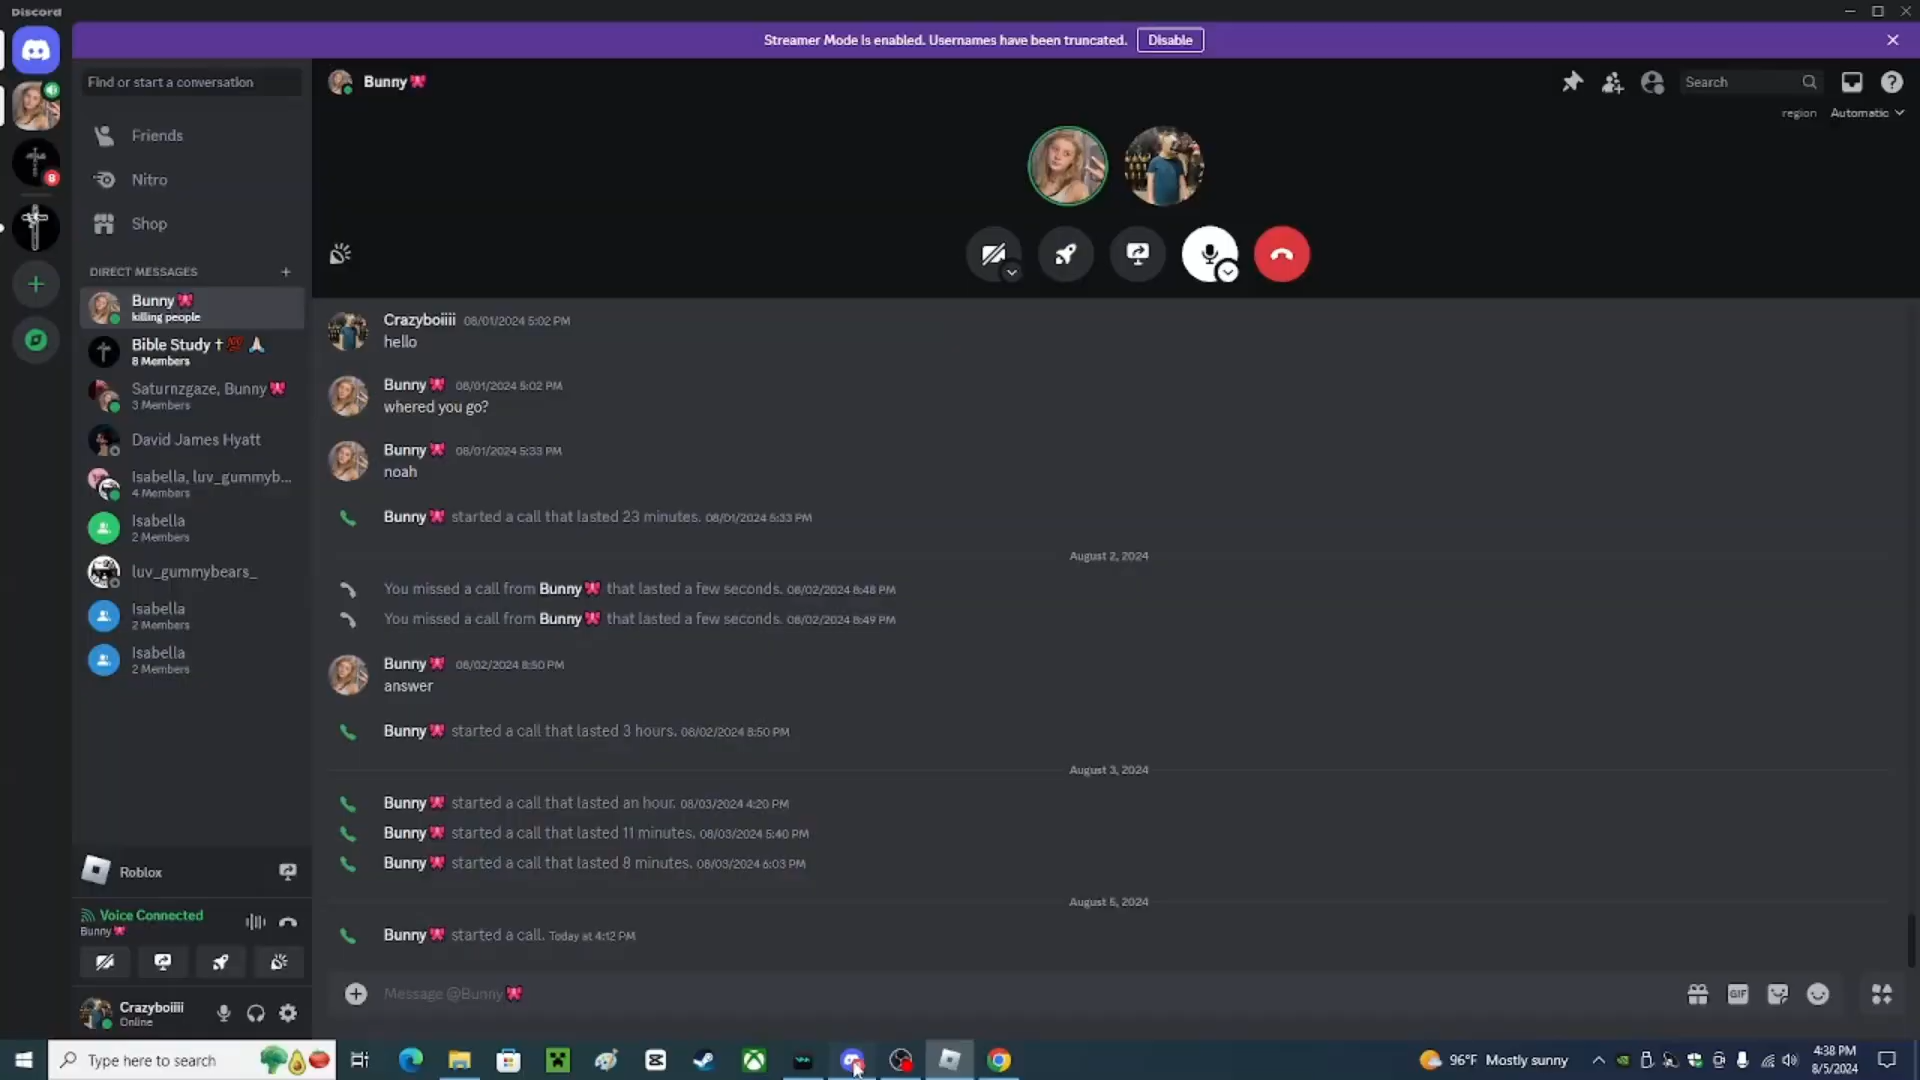 Discord
Streamer Mode is enabled. Usernames have been truncated. Disable
Find or start a conversation
Bunny
Search
region Automatic
Friends
Nitro
Shop
DIRECT MESSAGES
Bunny
killing people
Bible Study † 💯 🙏
8 Members
Saturnzgaze, Bunny
3 Members
David James Hyatt
Isabella, luv_gummyb...
4 Members
Isabella
2 Members
luv_gummybears_
Isabella
2 Members
Isabella
2 Members
Crazyboiiii 08/01/2024 5:02 PM
hello
Bunny 08/01/2024 5:02 PM
whered you go?
Bunny 08/01/2024 5:33 PM
noah
Bunny started a call that lasted 23 minutes. 08/01/2024 5:33 PM
August 2, 2024
You missed a call from Bunny that lasted a few seconds. 08/02/2024 8:48 PM
You missed a call from Bunny that lasted a few seconds. 08/02/2024 8:49 PM
Bunny 08/02/2024 8:50 PM
answer
Bunny started a call that lasted 3 hours. 08/02/2024 8:50 PM
August 3, 2024
Bunny started a call that lasted an hour. 08/03/2024 4:20 PM
Bunny started a call that lasted 11 minutes. 08/03/2024 5:40 PM
Bunny started a call that lasted 8 minutes. 08/03/2024 6:03 PM
August 5, 2024
Bunny started a call. Today at 4:12 PM
Roblox
Voice Connected
Bunny
Crazyboiiii
Online
Message @Bunny
GIF
8
Type here to search
96°F Mostly sunny
4:38 PM
8/5/2024